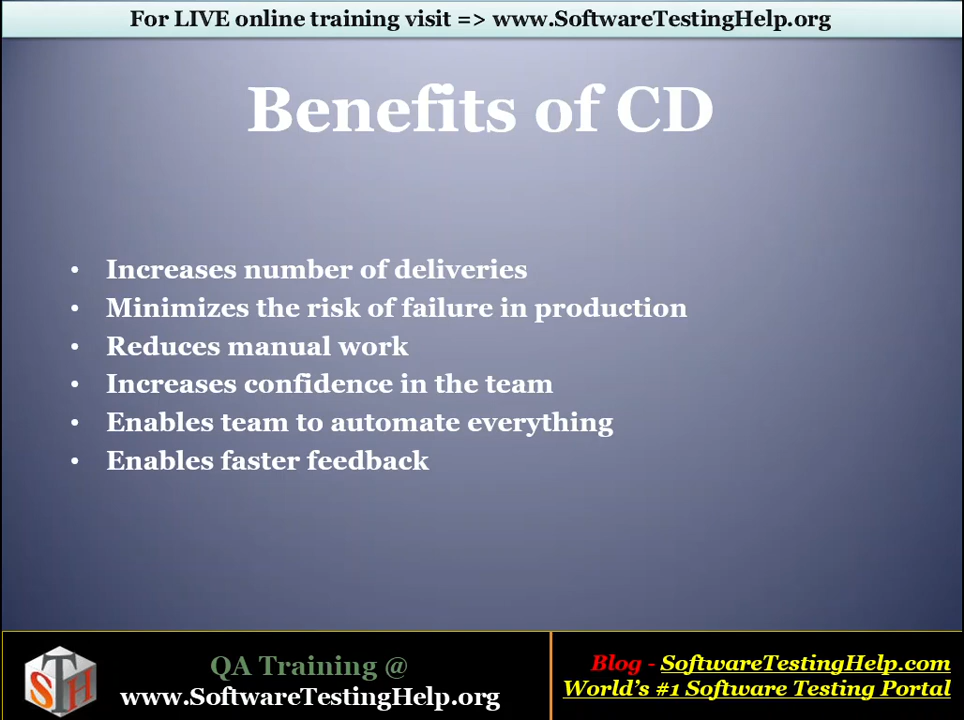 For LIVE online training visit => www.SoftwareTestingHelp.org
Benefits of CD
• Increases number of deliveries
• Minimizes the risk of failure in production
• Reduces manual work
• Increases confidence in the team
• Enables team to automate everything
• Enables faster feedback
STH
QA Training @
www.SoftwareTestingHelp.org
Blog - SoftwareTestingHelp.com
World's #1 Software Testing Portal